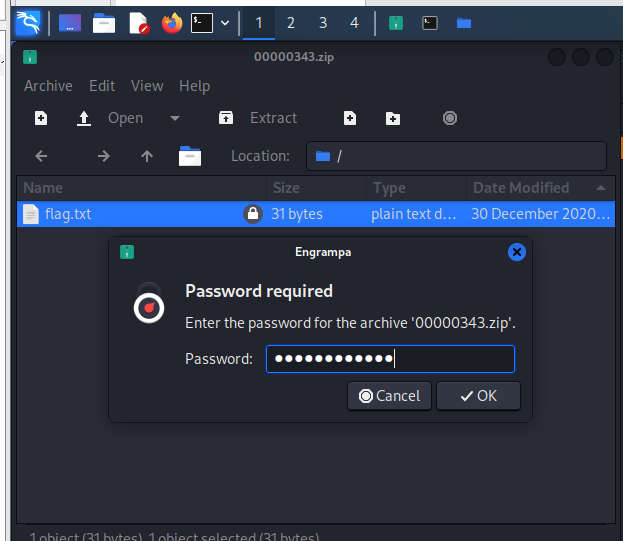 1 2 3 4
00000343.zip
Archive Edit View Help
Open Extract
Location: /
Name Size Type Date Modified
flag.txt 31 bytes plain text d... 30 December 2020...
Engrampa
Password required
Enter the password for the archive '00000343.zip'.
Password: ●●●●●●●●●●●●
Cancel OK
1 object (31 bytes), 1 object selected (31 bytes)